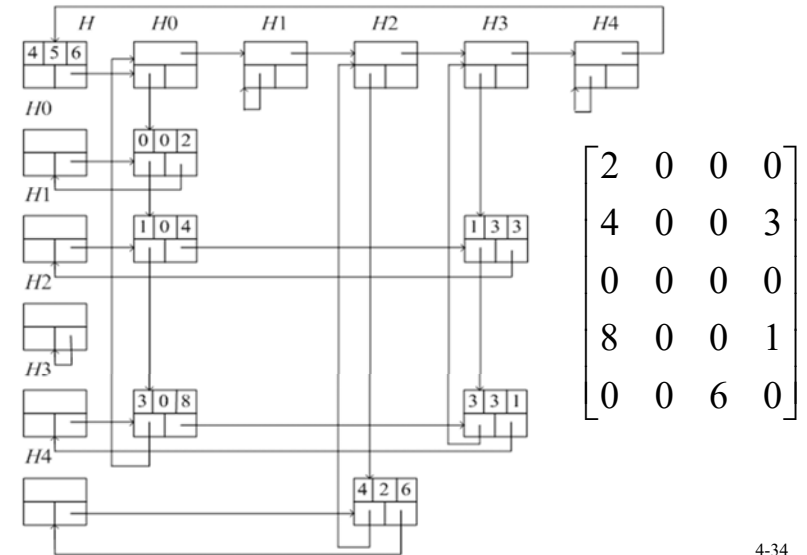 H H0 H1 H2 H3 H4
4 5 6
H0
0 0 2
H1
1 0 4 1 3 3
H2
H3
3 0 8 3 3 1
H4
4 2 6
2 0 0 0
4 0 0 3
0 0 0 0
8 0 0 1
0 0 6 0
4-34